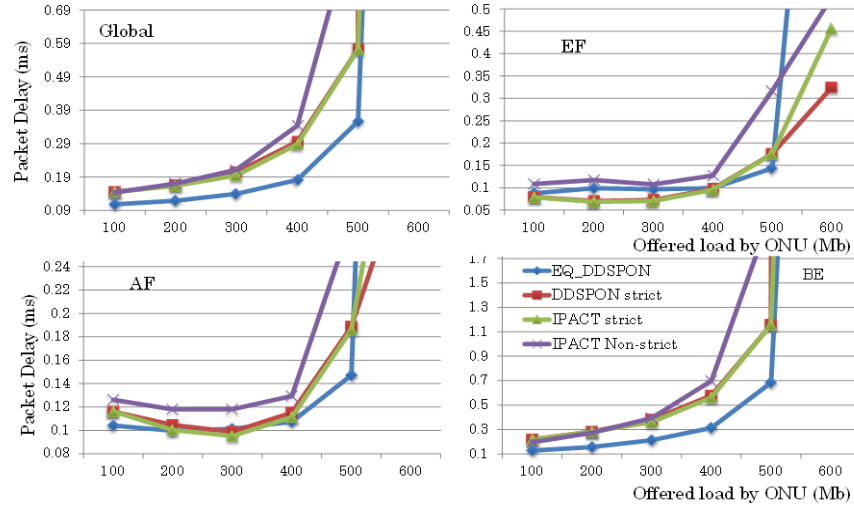 Global
Packet Delay (ms)
0.69
0.59
0.49
0.39
0.29
0.19
0.09
100 200 300 400 500 600
EF
0.5
0.45
0.4
0.35
0.3
0.25
0.2
0.15
0.1
0.05
100 200 300 400 500 600
Offered load by ONU (Mb)
AF
Packet Delay (ms)
0.24
0.22
0.2
0.18
0.16
0.14
0.12
0.1
0.08
100 200 300 400 500 600
BE
1.7
1.5
1.3
1.1
0.9
0.7
0.5
0.3
0.1
EQ_DDSPON
DDSPON strict
IPACT strict
IPACT Non-strict
100 200 300 400 500 600
Offered load by ONU (Mb)